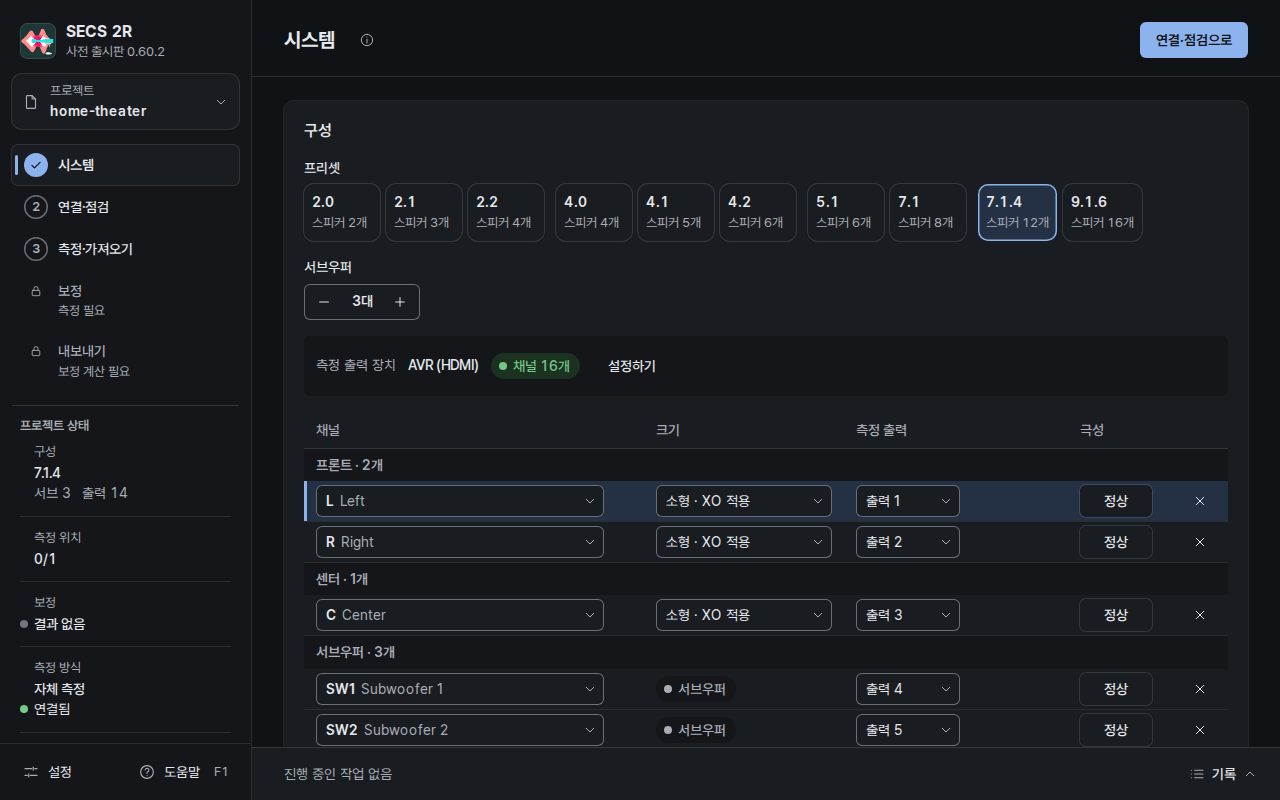 SECS 2R
사전 출시판 0.60.2
프로젝트
home-theater
시스템
2 연결·점검
3 측정·가져오기
보정
측정 필요
내보내기
보정 계산 필요
프로젝트 상태
구성
7.1.4
서브 3 출력 14
측정 위치
0/1
보정
결과 없음
측정 방식
자체 측정
연결됨
설정 도움말 F1
시스템
연결·점검으로
구성
프리셋
2.0 2.1 2.2 4.0 4.1 4.2 5.1 7.1 7.1.4 9.1.6
스피커 2개 스피커 3개 스피커 4개 스피커 4개 스피커 5개 스피커 6개 스피커 6개 스피커 8개 스피커 12개 스피커 16개
서브우퍼
3대
측정 출력 장치 AVR (HDMI) 채널 16개 설정하기
채널 크기 측정 출력 극성
프론트 · 2개
L Left 소형 · XO 적용 출력 1 정상
R Right 소형 · XO 적용 출력 2 정상
센터 · 1개
C Center 소형 · XO 적용 출력 3 정상
서브우퍼 · 3개
SW1 Subwoofer 1 서브우퍼 출력 4 정상
SW2 Subwoofer 2 서브우퍼 출력 5 정상
진행 중인 작업 없음
기록